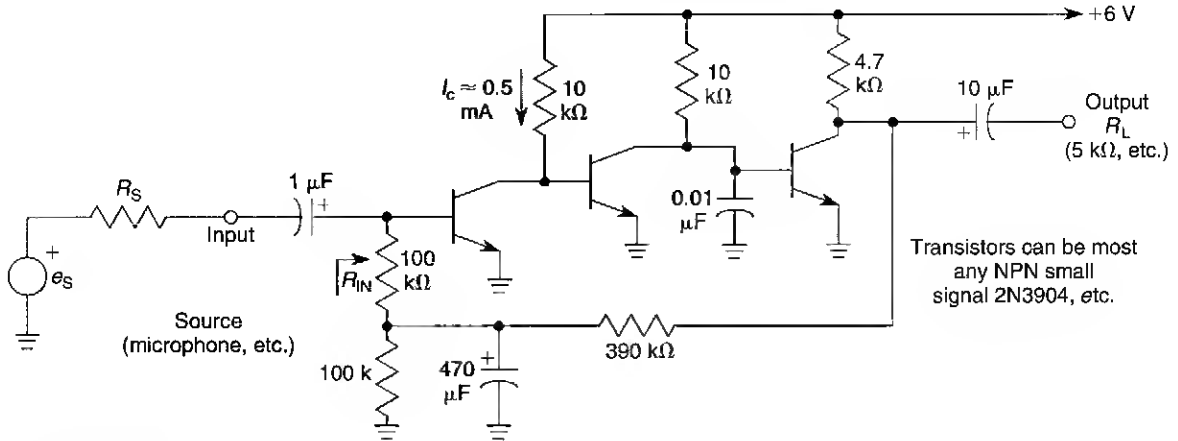 +6 V
I_c ≈ 0.5
mA
10
kΩ
10
kΩ
4.7
kΩ
10 μF
+
Output
R_L
(5 kΩ, etc.)
R_S
1 μF
+
Input
0.01
μF
+
e_S
R_IN
100
kΩ
Transistors can be most
any NPN small
signal 2N3904, etc.
Source
(microphone, etc.)
100 k
+
470
μF
390 kΩ